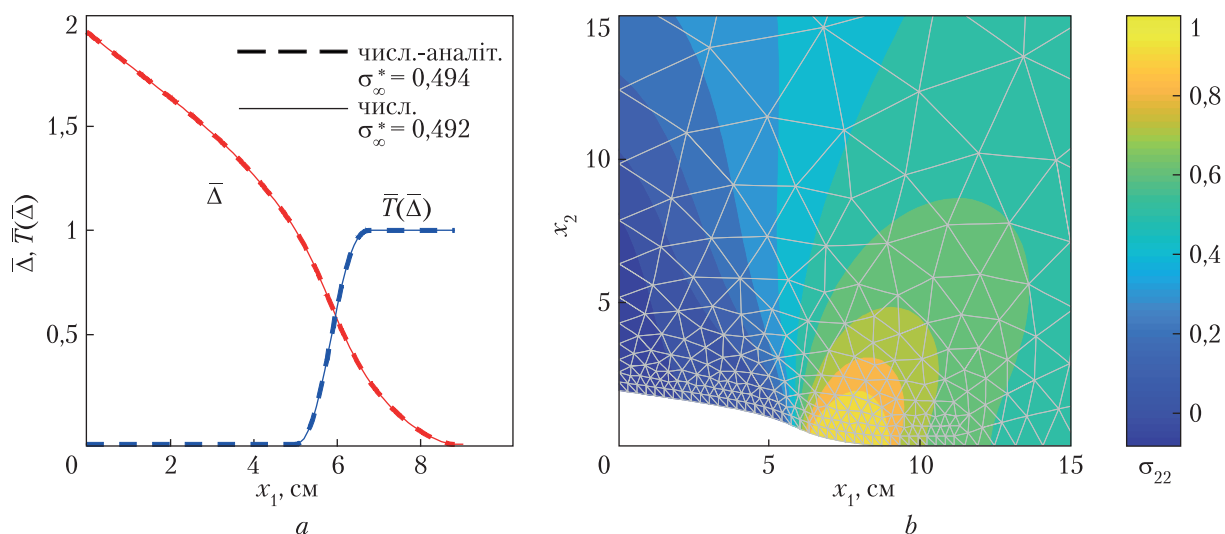 2
1,5
1
0,5
0
2
4
6
8
x₁, см
Δ̅, T̅(Δ̅)
числ.-аналіт.
σ*∞ = 0,494
числ.
σ*∞ = 0,492
Δ̅
T̅(Δ̅)
a
15
10
5
0
5
10
15
x₂
x₁, см
b
1
0,8
0,6
0,4
0,2
0
σ₂₂